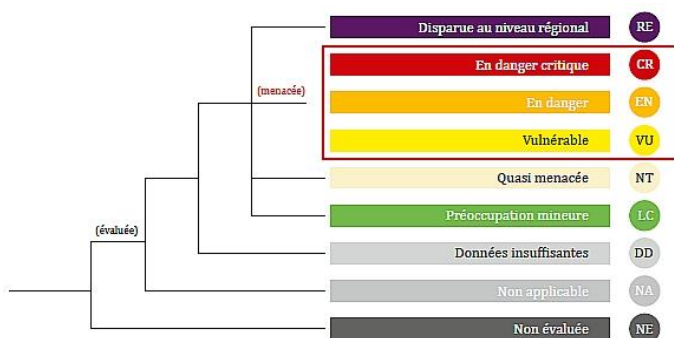 Disparue au niveau régional RE
En danger critique CR
(menacée)
En danger EN
Vulnérable VU
Quasi menacée NT
Préoccupation mineure LC
(évaluée)
Données insuffisantes DD
Non applicable NA
Non évaluée NE